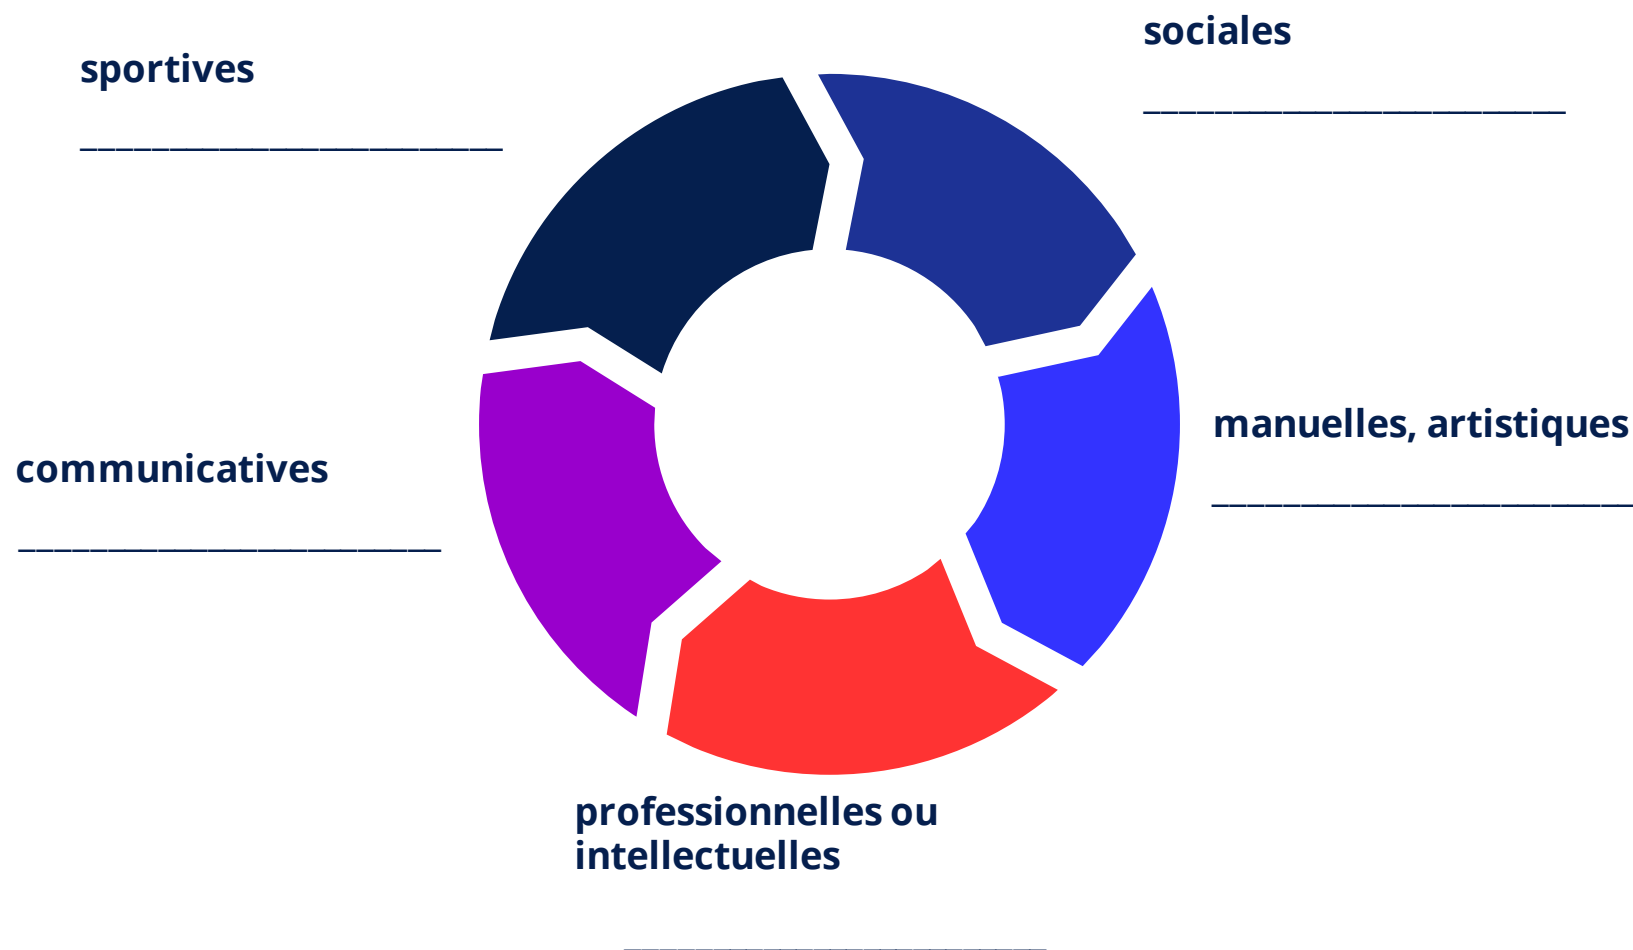 sociales
sportives
manuelles, artistiques
communicatives
professionnelles ou
intellectuelles